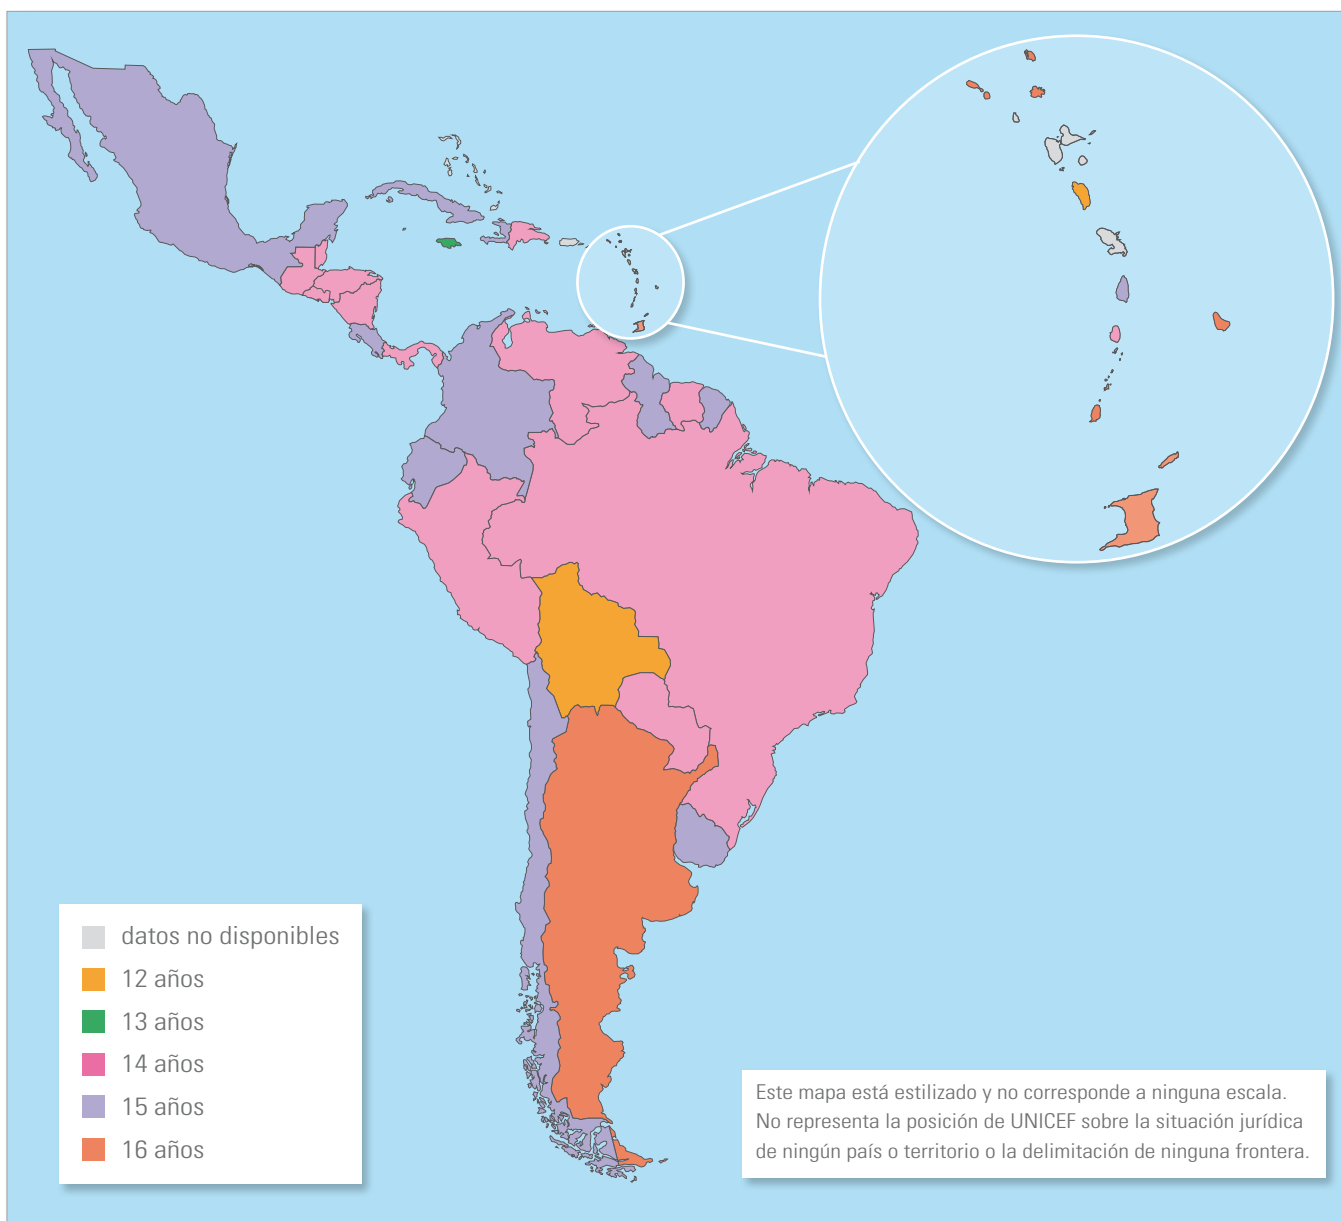 datos no disponibles
12 años
13 años
14 años
15 años
16 años
Este mapa está estilizado y no corresponde a ninguna escala.
No representa la posición de UNICEF sobre la situación jurídica
de ningún país o territorio o la delimitación de ninguna frontera.